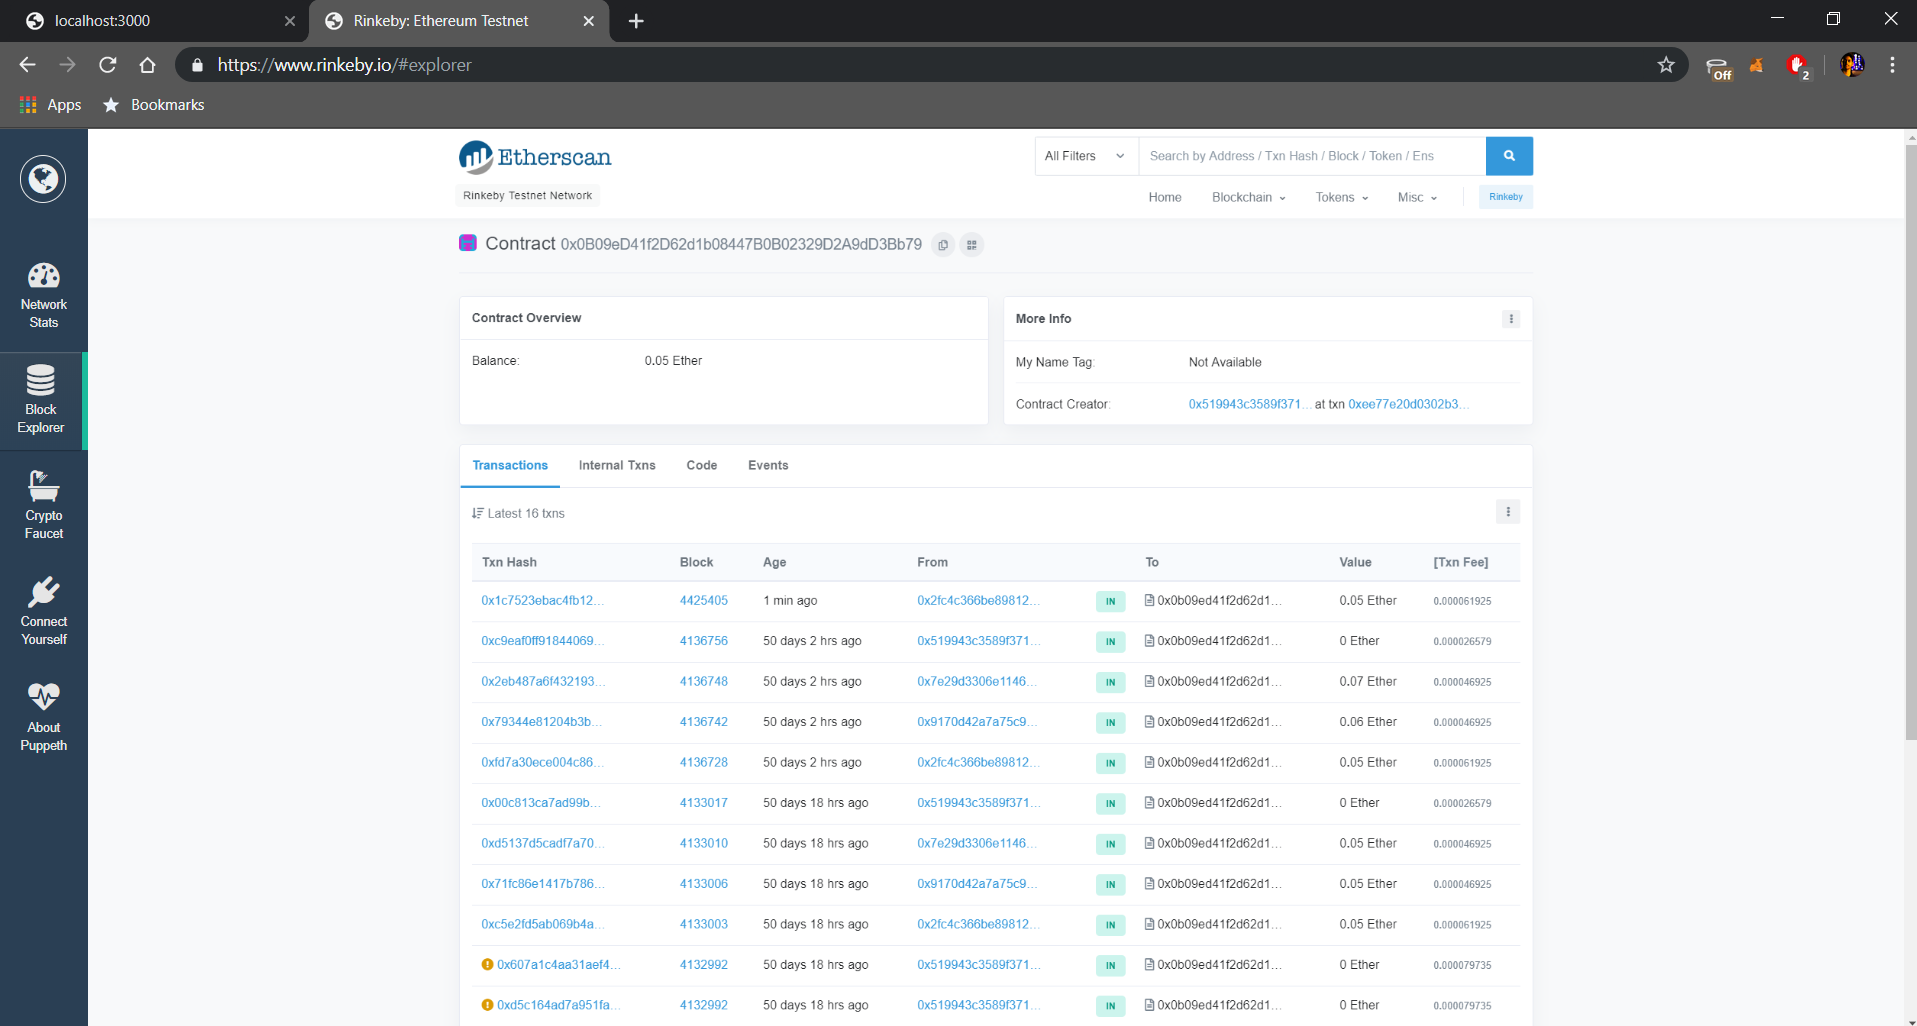 localhost:3000
Rinkeby: Ethereum Testnet
https://www.rinkeby.io/#explorer
Off
2
Apps
Bookmarks
Network
Stats
Block
Explorer
Crypto
Faucet
Connect
Yourself
About
Puppeth
Etherscan
Rinkeby Testnet Network
All Filters
Search by Address / Txn Hash / Block / Token / Ens
Home Blockchain Tokens Misc Rinkeby
Contract 0x0B09eD41f2D62d1b08447B0B02329D2A9dD3Bb79
Contract Overview
Balance: 0.05 Ether
More Info
My Name Tag: Not Available
Contract Creator: 0x519943c3589f371... at txn 0xee77e20d0302b3...
Transactions Internal Txns Code Events
Latest 16 txns
Txn Hash Block Age From To Value [Txn Fee]
0x1c7523ebac4fb12... 4425405 1 min ago 0x2fc4c366be89812... IN 0x0b09ed41f2d62d1... 0.05 Ether 0.000061925
0xc9eaf0ff91844069... 4136756 50 days 2 hrs ago 0x519943c3589f371... IN 0x0b09ed41f2d62d1... 0 Ether 0.000026579
0x2eb487a6f432193... 4136748 50 days 2 hrs ago 0x7e29d3306e1146... IN 0x0b09ed41f2d62d1... 0.07 Ether 0.000046925
0x79344e81204b3b... 4136742 50 days 2 hrs ago 0x9170d42a7a75c9... IN 0x0b09ed41f2d62d1... 0.06 Ether 0.000046925
0xfd7a30ece004c86... 4136728 50 days 2 hrs ago 0x2fc4c366be89812... IN 0x0b09ed41f2d62d1... 0.05 Ether 0.000061925
0x00c813ca7ad99b... 4133017 50 days 18 hrs ago 0x519943c3589f371... IN 0x0b09ed41f2d62d1... 0 Ether 0.000026579
0xd5137d5cadf7a70... 4133010 50 days 18 hrs ago 0x7e29d3306e1146... IN 0x0b09ed41f2d62d1... 0.05 Ether 0.000046925
0x71fc86e1417b786... 4133006 50 days 18 hrs ago 0x9170d42a7a75c9... IN 0x0b09ed41f2d62d1... 0.05 Ether 0.000046925
0xc5e2fd5ab069b4a... 4133003 50 days 18 hrs ago 0x2fc4c366be89812... IN 0x0b09ed41f2d62d1... 0.05 Ether 0.000061925
0x607a1c4aa31aef4... 4132992 50 days 18 hrs ago 0x519943c3589f371... IN 0x0b09ed41f2d62d1... 0 Ether 0.000079735
0xd5c164ad7a951fa... 4132992 50 days 18 hrs ago 0x519943c3589f371... IN 0x0b09ed41f2d62d1... 0 Ether 0.000079735